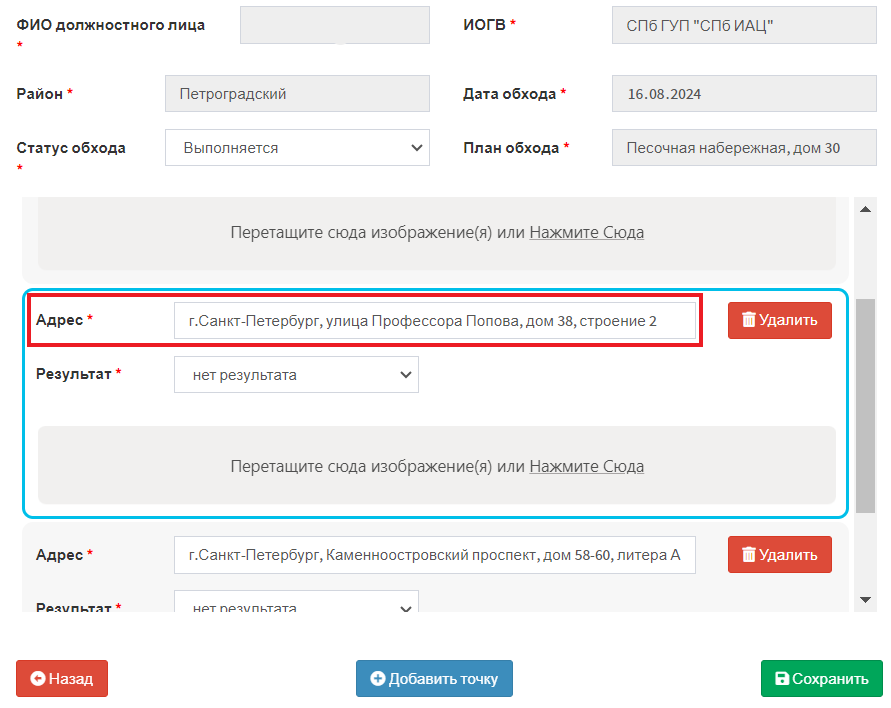 ФИО должностного лица *
ИОГВ * СПб ГУП "СПб ИАЦ"
Район * Петроградский
Дата обхода * 16.08.2024
Статус обхода * Выполняется
План обхода * Песочная набережная, дом 30
Перетащите сюда изображение(я) или Нажмите Сюда
Адрес * г.Санкт-Петербург, улица Профессора Попова, дом 38, строение 2 Удалить
Результат * нет результата
Перетащите сюда изображение(я) или Нажмите Сюда
Адрес * г.Санкт-Петербург, Каменноостровский проспект, дом 58-60, литера А Удалить
Результат * нет результата
Назад Добавить точку Сохранить